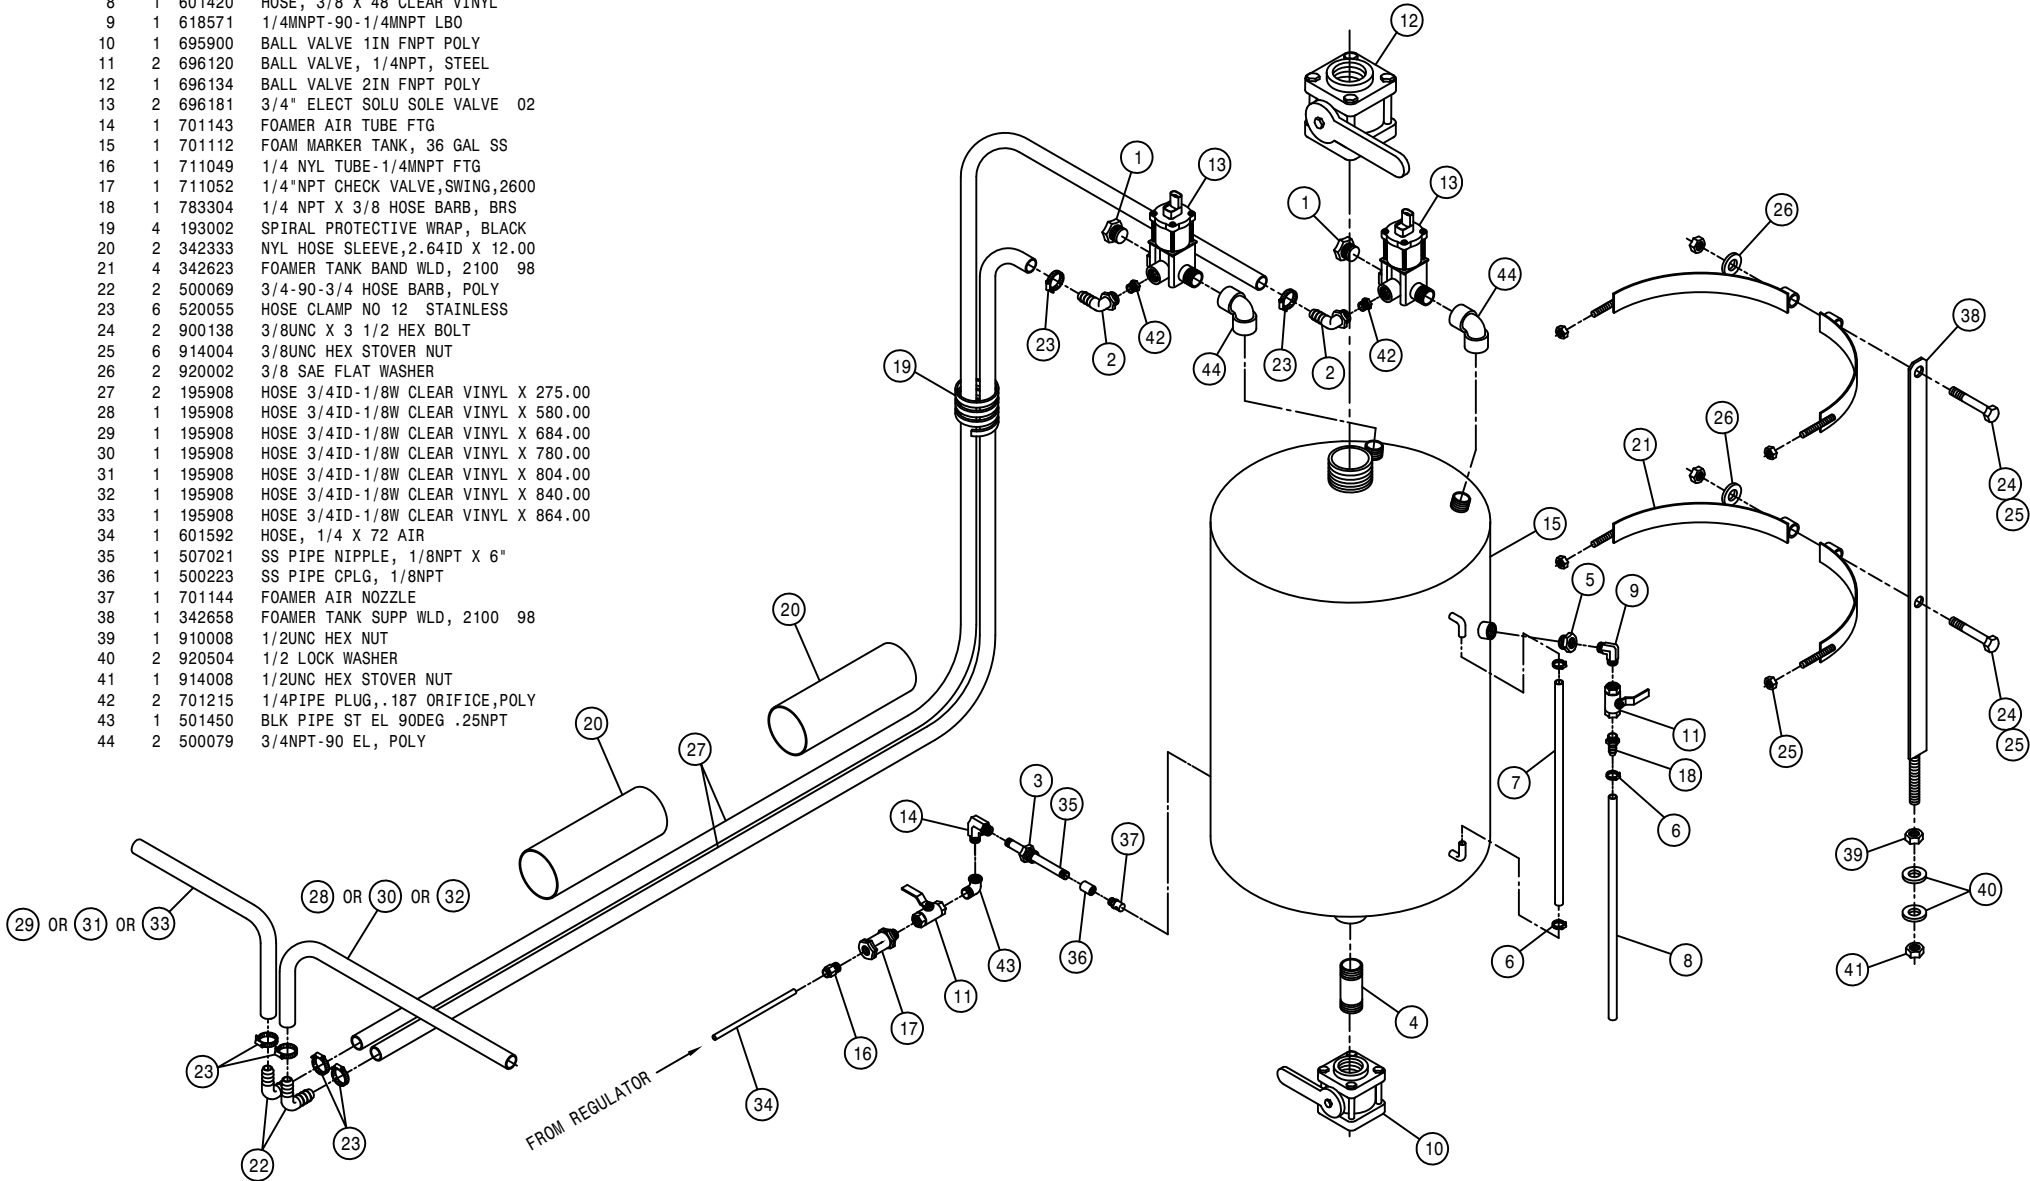 8 1 601420 HOSE, 3/8 X 48 CLEAR VINYL
9 1 618571 1/4MNPT-90-1/4MNPT LBO
10 1 695900 BALL VALVE 1IN FNPT POLY
11 2 696120 BALL VALVE, 1/4NPT, STEEL
12 1 696134 BALL VALVE 2IN FNPT POLY
13 2 696181 3/4" ELECT SOLU SOLE VALVE 02
14 1 701143 FOAMER AIR TUBE FTG
15 1 701112 FOAM MARKER TANK, 36 GAL SS
16 1 711049 1/4 NYL TUBE-1/4MNPT FTG
17 1 711052 1/4"NPT CHECK VALVE,SWING,2600
18 1 783304 1/4 NPT X 3/8 HOSE BARB, BRS
19 4 193002 SPIRAL PROTECTIVE WRAP, BLACK
20 2 342333 NYL HOSE SLEEVE,2.64ID X 12.00
21 4 342623 FOAMER TANK BAND WLD, 2100 98
22 2 500069 3/4-90-3/4 HOSE BARB, POLY
23 6 520055 HOSE CLAMP NO 12 STAINLESS
24 2 900138 3/8UNC X 3 1/2 HEX BOLT
25 6 914004 3/8UNC HEX STOVER NUT
26 2 920002 3/8 SAE FLAT WASHER
27 2 195908 HOSE 3/4ID-1/8W CLEAR VINYL X 275.00
28 1 195908 HOSE 3/4ID-1/8W CLEAR VINYL X 580.00
29 1 195908 HOSE 3/4ID-1/8W CLEAR VINYL X 684.00
30 1 195908 HOSE 3/4ID-1/8W CLEAR VINYL X 780.00
31 1 195908 HOSE 3/4ID-1/8W CLEAR VINYL X 804.00
32 1 195908 HOSE 3/4ID-1/8W CLEAR VINYL X 840.00
33 1 195908 HOSE 3/4ID-1/8W CLEAR VINYL X 864.00
34 1 601592 HOSE, 1/4 X 72 AIR
35 1 507021 SS PIPE NIPPLE, 1/8NPT X 6"
36 1 500223 SS PIPE CPLG, 1/8NPT
37 1 701144 FOAMER AIR NOZZLE
38 1 342658 FOAMER TANK SUPP WLD, 2100 98
39 1 910008 1/2UNC HEX NUT
40 2 920504 1/2 LOCK WASHER
41 1 914008 1/2UNC HEX STOVER NUT
42 2 701215 1/4PIPE PLUG,.187 ORIFICE,POLY
43 1 501450 BLK PIPE ST EL 90DEG .25NPT
44 2 500079 3/4NPT-90 EL, POLY
12
1
13
1
13
26
44
38
23
2
42
44
23
2
42
19
26
21
24
25
15
5
9
20
20
27
7
11
18
6
25
24
25
3
35
14
37
39
40
28 OR 30 OR 32
29 OR 31 OR 33
36
43
6
8
41
11
17
16
4
23
34
23
22
10
FROM REGULATOR